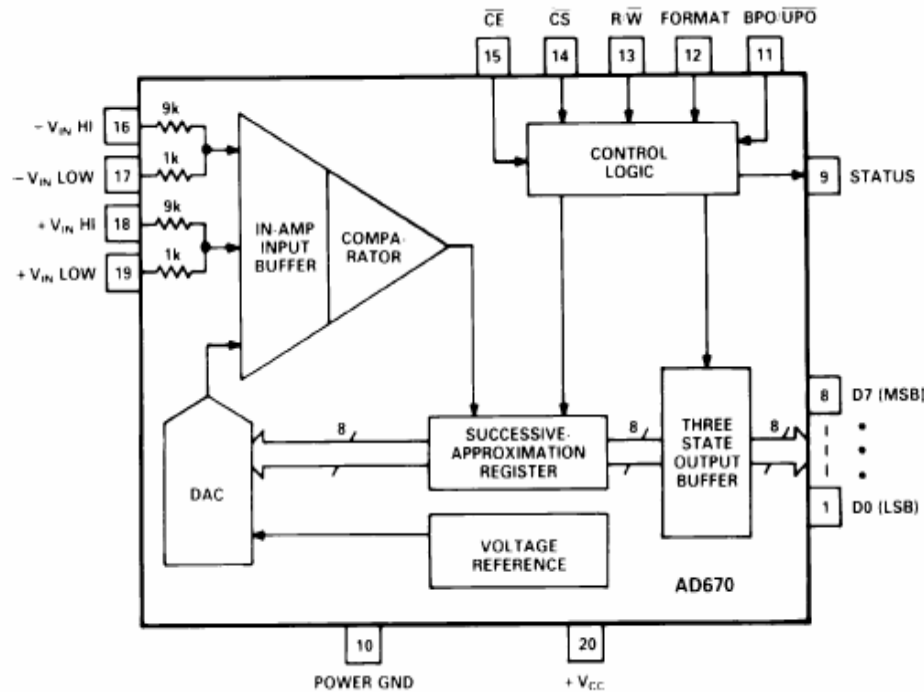 CE CS R/W FORMAT BPO/UPO
15 14 13 12 11
9k
− VIN HI 16
1k
− VIN LOW 17
9k
+ VIN HI 18
1k
+ VIN LOW 19
IN-AMP
INPUT
BUFFER
COMPA-
RATOR
CONTROL
LOGIC
9 STATUS
8 D7 (MSB)
1 D0 (LSB)
DAC
8
SUCCESSIVE-
APPROXIMATION
REGISTER
8
THREE
STATE
OUTPUT
BUFFER
8
VOLTAGE
REFERENCE
AD670
10
POWER GND
20
+ VCC